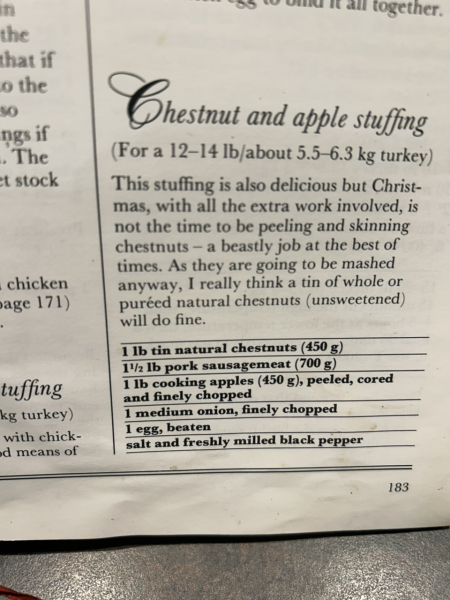 egg to bind it all together.
in
the
that if
to the
so
ngs if
. The
et stock
chicken
page 171)
.
tuffing
kg turkey)
with chick-
od means of
Chestnut and apple stuffing
(For a 12–14 lb/about 5.5–6.3 kg turkey)
This stuffing is also delicious but Christ-
mas, with all the extra work involved, is
not the time to be peeling and skinning
chestnuts – a beastly job at the best of
times. As they are going to be mashed
anyway, I really think a tin of whole or
puréed natural chestnuts (unsweetened)
will do fine.
1 lb tin natural chestnuts (450 g)
1 1/2 lb pork sausagemeat (700 g)
1 lb cooking apples (450 g), peeled, cored
and finely chopped
1 medium onion, finely chopped
1 egg, beaten
salt and freshly milled black pepper
183